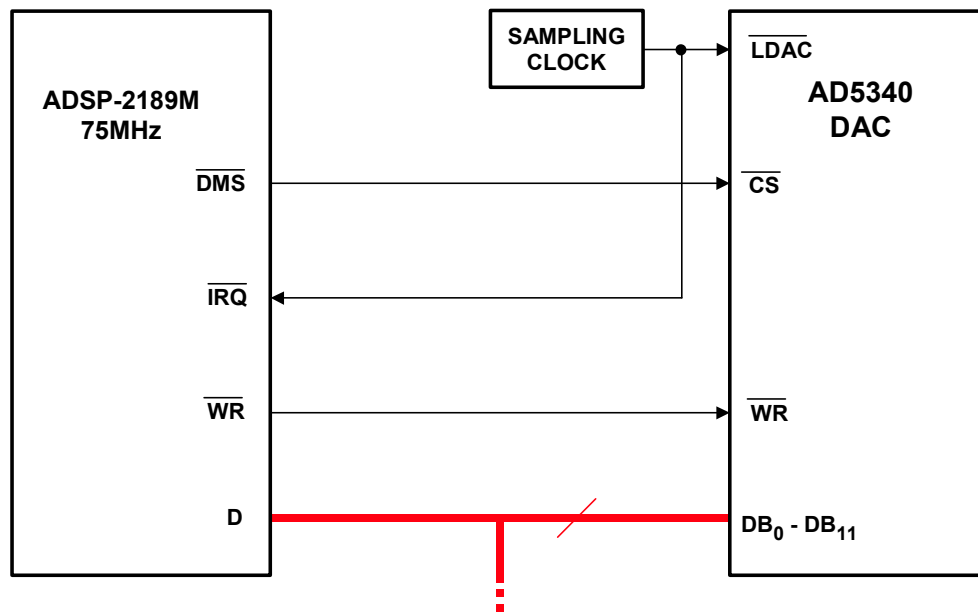 SAMPLING
CLOCK
ADSP-2189M
75MHz
LDAC
AD5340
DAC
DMS
CS
IRQ
WR
WR
D
DB0 - DB11